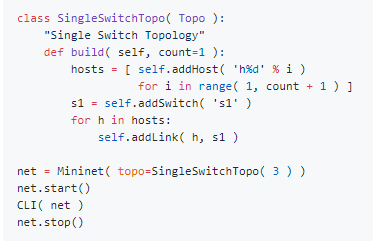 class SingleSwitchTopo( Topo ):
    "Single Switch Topology"
    def build( self, count=1 ):
        hosts = [ self.addHost( 'h%d' % i )
                  for i in range( 1, count + 1 ) ]
        s1 = self.addSwitch( 's1' )
        for h in hosts:
            self.addLink( h, s1 )

net = Mininet( topo=SingleSwitchTopo( 3 ) )
net.start()
CLI( net )
net.stop()